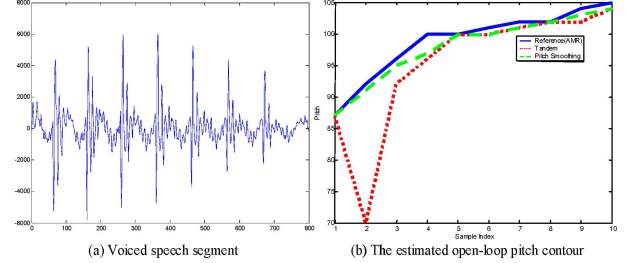 8000
6000
4000
2000
0
-2000
-4000
-6000
0 100 200 300 400 500 600 700 800
(a) Voiced speech segment
105
100
95
90
85
80
75
70
Pitch
Reference(AMR)
Tandem
Pitch Smoothing
1 2 3 4 5 6 7 8 9 10
Sample Index
(b) The estimated open-loop pitch contour